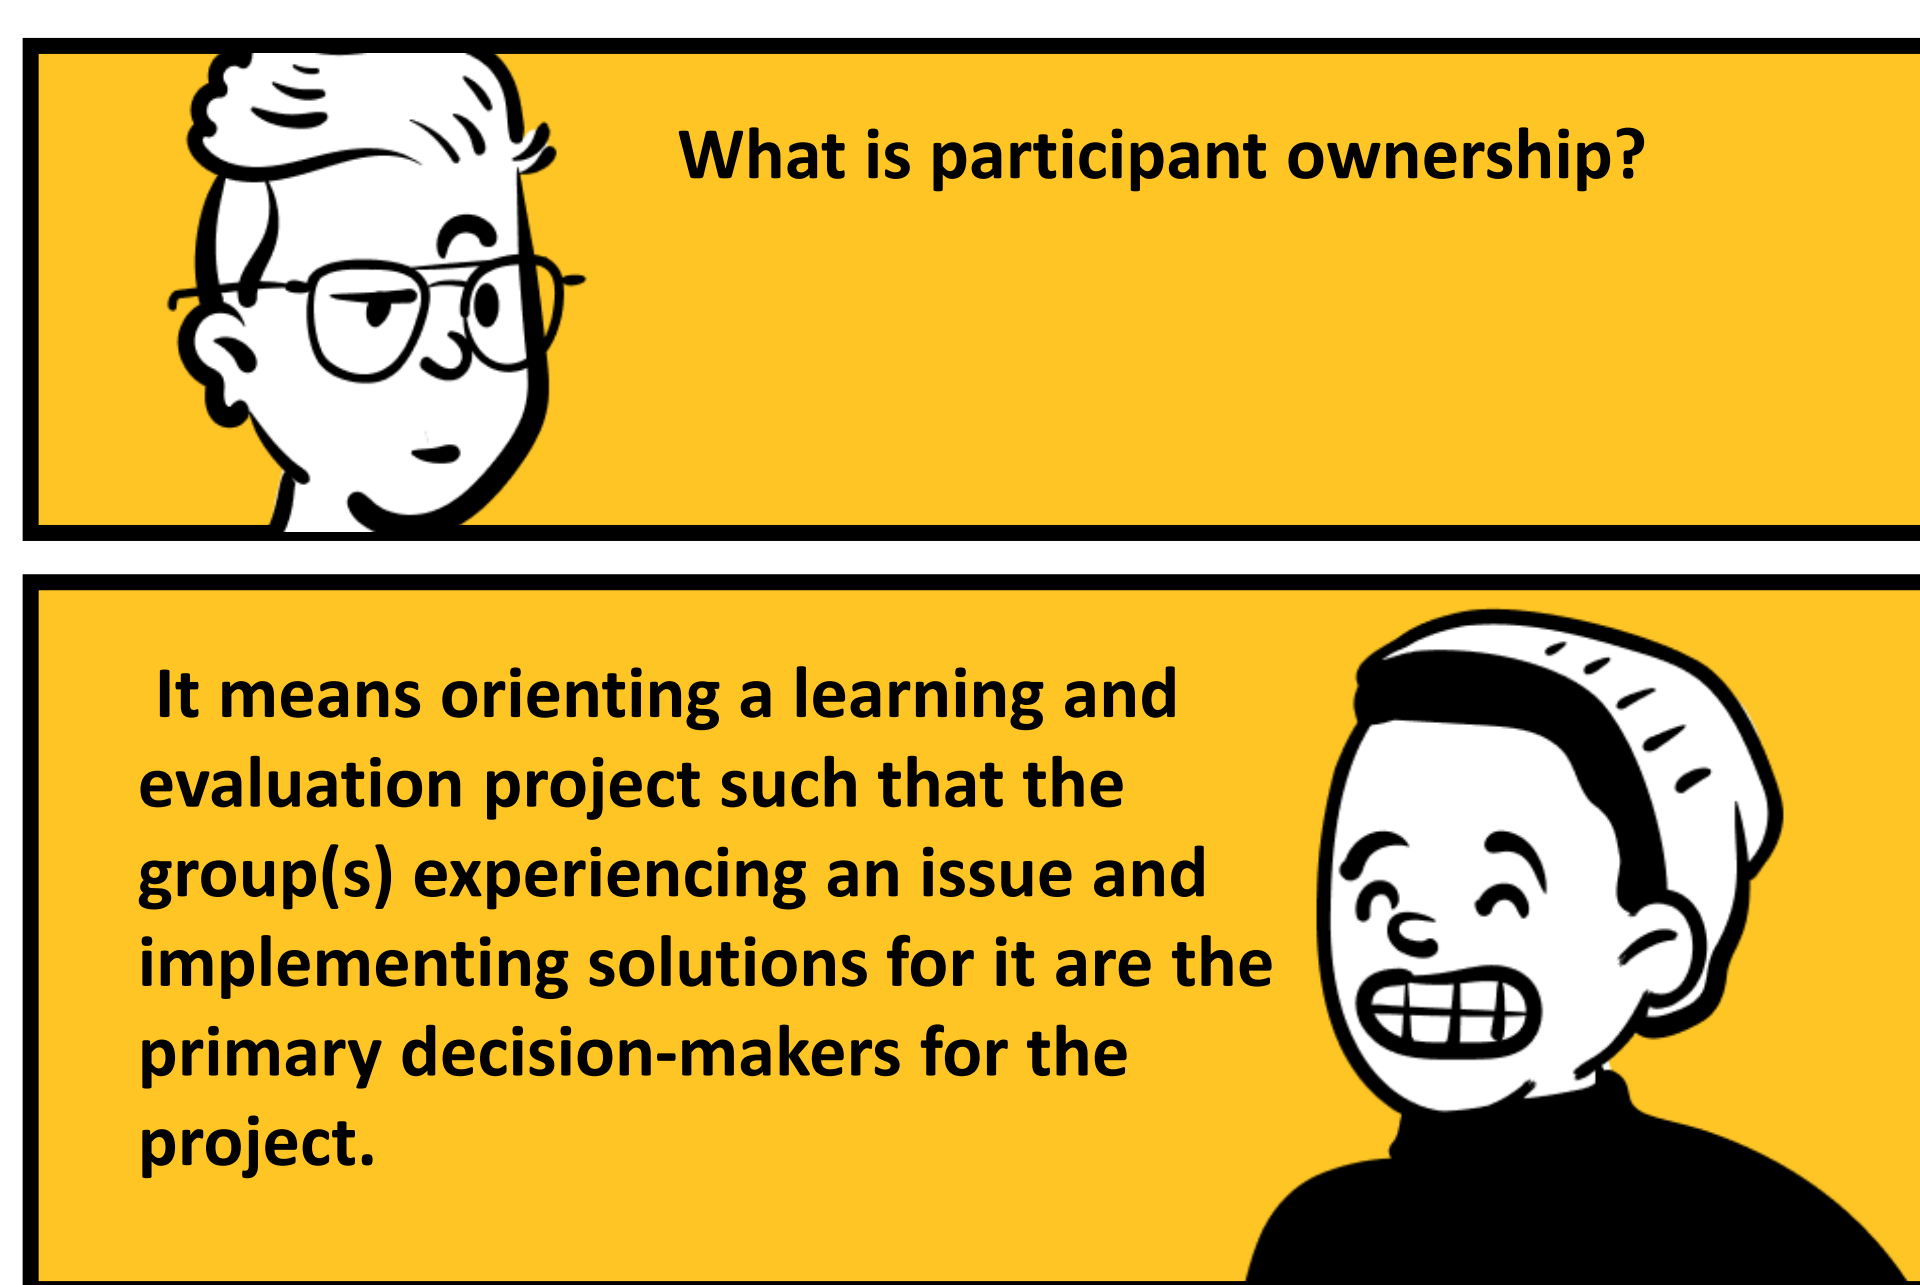 What is participant ownership?
It means orienting a learning and
evaluation project such that the
group(s) experiencing an issue and
implementing solutions for it are the
primary decision-makers for the
project.